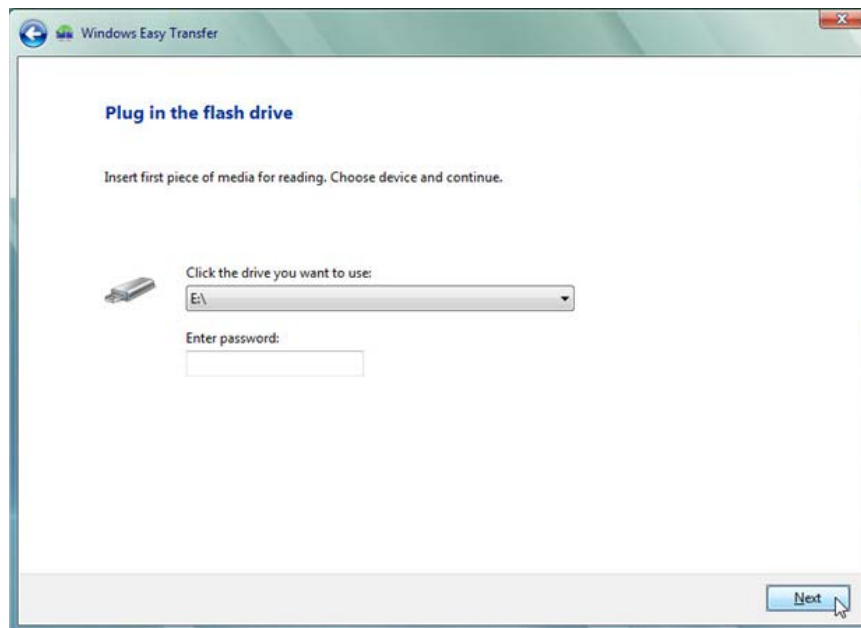 Windows Easy Transfer
Plug in the flash drive
Insert first piece of media for reading. Choose device and continue.
Click the drive you want to use:
E:\
Enter password:
Next